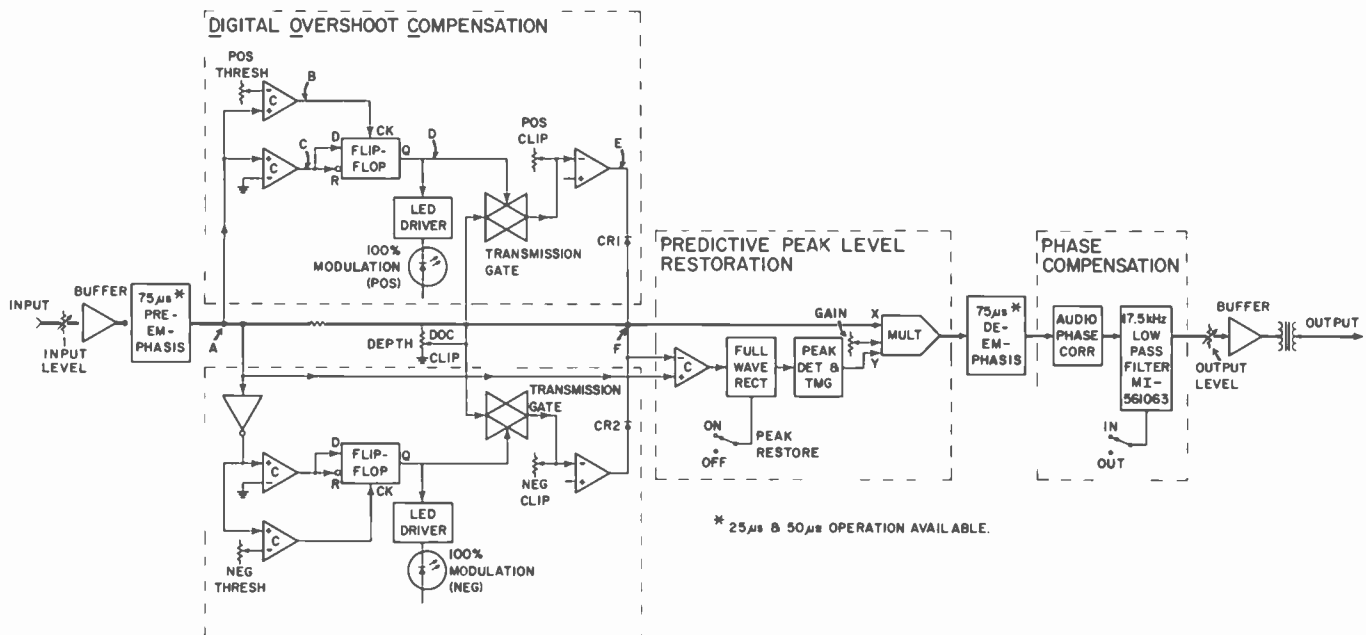 DIGITAL OVERSHOOT COMPENSATION
POS
THRESH
B
-
C
+
CK
D
FLIP-
FLOP
Q
D
R
C
+
C
-
POS
CLIP
E
-
+
LED
DRIVER
100%
MODULATION
(POS)
TRANSMISSION
GATE
CR1
INPUT
BUFFER
INPUT
LEVEL
75µs*
PRE-
EM-
PHASIS
A
DOC
DEPTH
CLIP
F
PREDICTIVE PEAK LEVEL
RESTORATION
GAIN
X
MULT
Y
-
C
+
FULL
WAVE
RECT
PEAK
DET &
TMG
ON
OFF
PEAK
RESTORE
75µs*
DE-
EM-
PHASIS
PHASE
COMPENSATION
AUDIO
PHASE
CORR
17.5kHz
LOW
PASS
FILTER
MI-
561063
IN
OUT
BUFFER
OUTPUT
LEVEL
OUTPUT
TRANSMISSION
GATE
CR2
D
FLIP-
FLOP
Q
R
CK
+
C
-
+
C
-
NEG
THRESH
NEG
CLIP
-
+
LED
DRIVER
100%
MODULATION
(NEG)
* 25µs & 50µs OPERATION AVAILABLE.